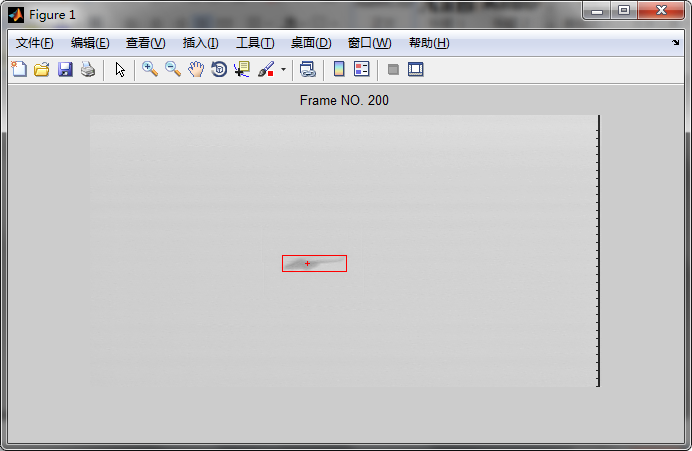 Figure 1
文件(F) 编辑(E) 查看(V) 插入(I) 工具(T) 桌面(D) 窗口(W) 帮助(H)
Frame NO. 200